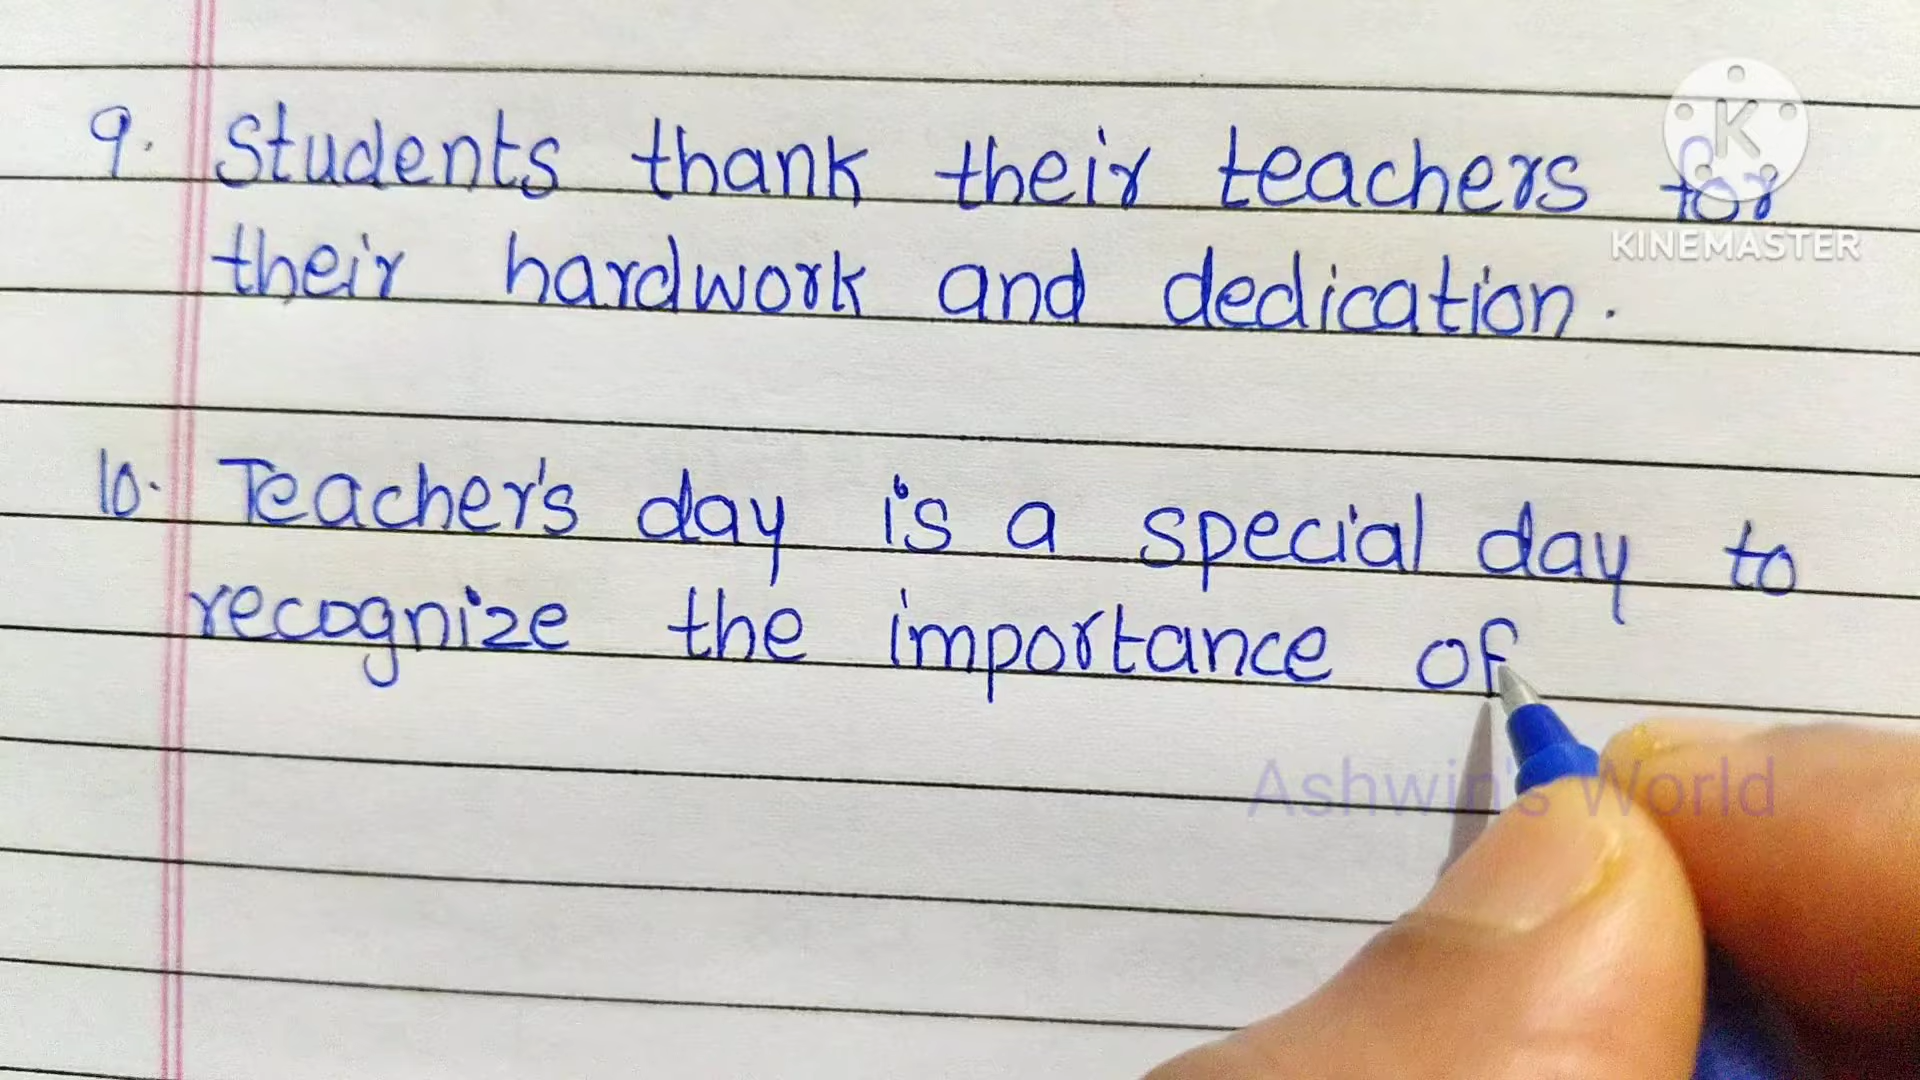 9. Students thank their teachers for
their hardwork and dedication.
10. Teacher's day is a special day to
recognize the importance of
K
KINEMASTER
Ashwin's World